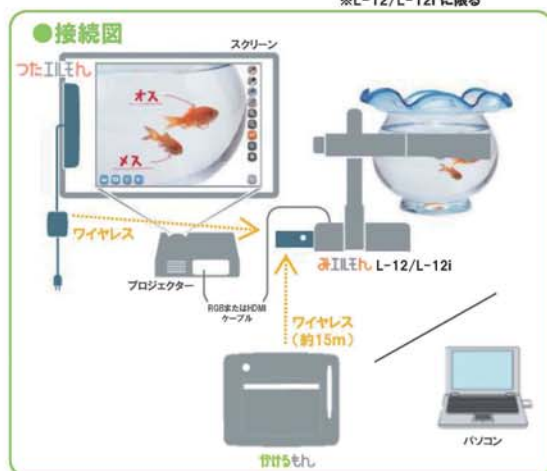 ※L-12/L-12iに限る
●接続図
スクリーン
つたエルモん
オス
メス
ワイヤレス
プロジェクター
RGBまたはHDMI
ケーブル
みエルモん L-12/L-12i
ワイヤレス
(約15m)
かけるもん
パソコン